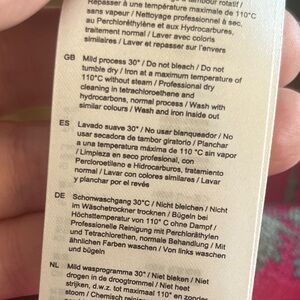 à tambour rotatif /
Repasser à une température maximale de 110°C
sans vapeur / Nettoyage professionnel à sec,
au Perchloréthylène et aux Hydrocarbures,
traitement normal / Laver avec coloris
similaires / Laver et repasser sur l'envers
GB Mild process 30° / Do not bleach / Do not
tumble dry / Iron at a maximum temperature of
110°C without steam / Professional dry
cleaning in tetrachloroethene and
hydrocarbons, normal process / Wash with
similar colours / Wash and iron inside out
ES Lavado suave 30° / No usar blanqueador / No
usar secadora de tambor giratorio / Planchar
a una temperatura máxima de 110 °C sin vapor
/ Limpieza en seco profesional, con
Percloroetileno e Hidrocarburos, tratamiento
normal / Lavar con colores similares / Lavar
y planchar por el revés
DE Schonwaschgang 30°C / Nicht bleichen / Nicht
im Wäschetrockner trocknen / Bügeln bei
Höchsttemperatur von 110° C ohne Dampf /
Professionelle Reinigung mit Perchloräthylen
und Tetrachlorethen, normale Behandlung / Mit
ähnlichen Farben waschen / Von links waschen
und bügeln
NL Mild wasprogramma 30° / Niet bleken / Niet
drogen in de droogtrommel / Niet heet
strijken, d.w.z. tot maximaal 110° en zonder
stoom / Chemisch reinigen